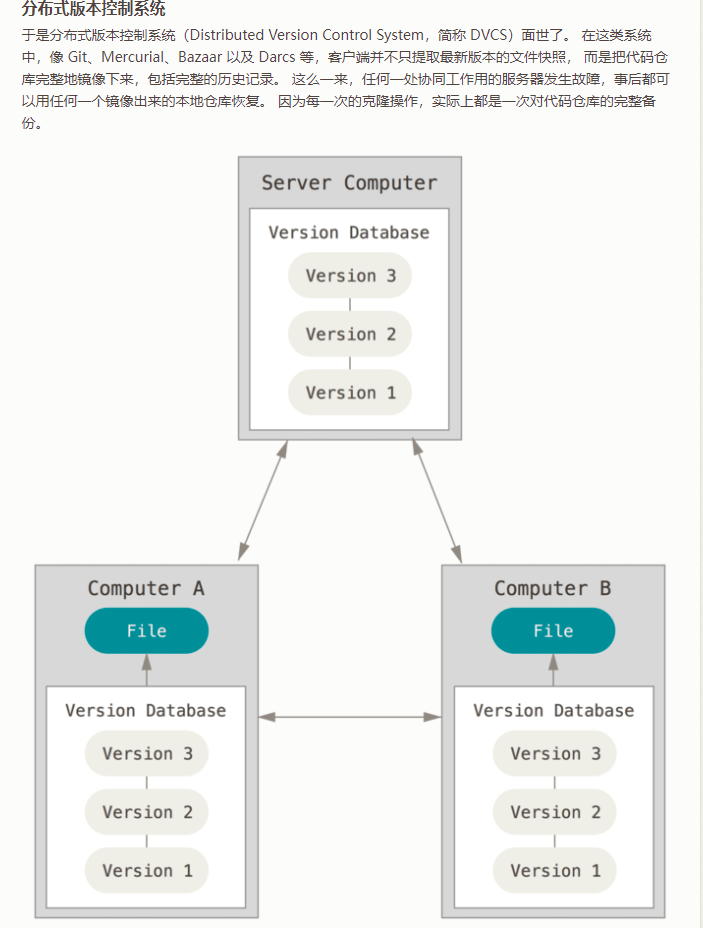 分布式版本控制系统
于是分布式版本控制系统（Distributed Version Control System，简称 DVCS）面世了。 在这类系统
中，像 Git、Mercurial、Bazaar 以及 Darcs 等，客户端并不只提取最新版本的文件快照， 而是把代码仓
库完整地镜像下来，包括完整的历史记录。 这么一来，任何一处协同工作用的服务器发生故障，事后都可
以用任何一个镜像出来的本地仓库恢复。 因为每一次的克隆操作，实际上都是一次对代码仓库的完整备
份。
Server Computer
Version Database
Version 3
Version 2
Version 1
Computer A
File
Version Database
Version 3
Version 2
Version 1
Computer B
File
Version Database
Version 3
Version 2
Version 1